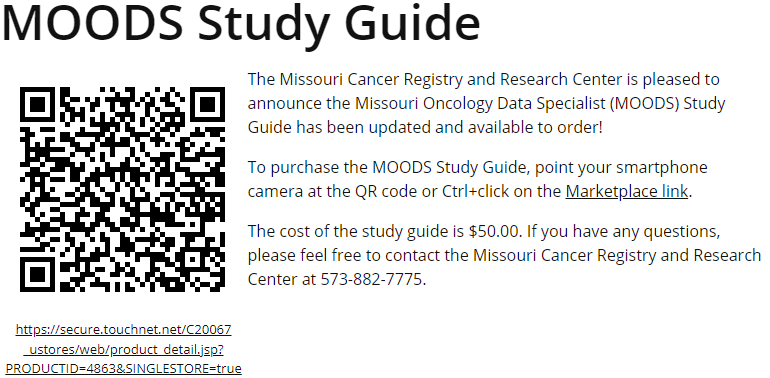 MOODS Study Guide
The Missouri Cancer Registry and Research Center is pleased to
announce the Missouri Oncology Data Specialist (MOODS) Study
Guide has been updated and available to order!
To purchase the MOODS Study Guide, point your smartphone
camera at the QR code or Ctrl+click on the Marketplace link.
The cost of the study guide is $50.00. If you have any questions,
please feel free to contact the Missouri Cancer Registry and Research
Center at 573-882-7775.
https://secure.touchnet.net/C20067
_ustores/web/product_detail.jsp?
PRODUCTID=4863&SINGLESTORE=true